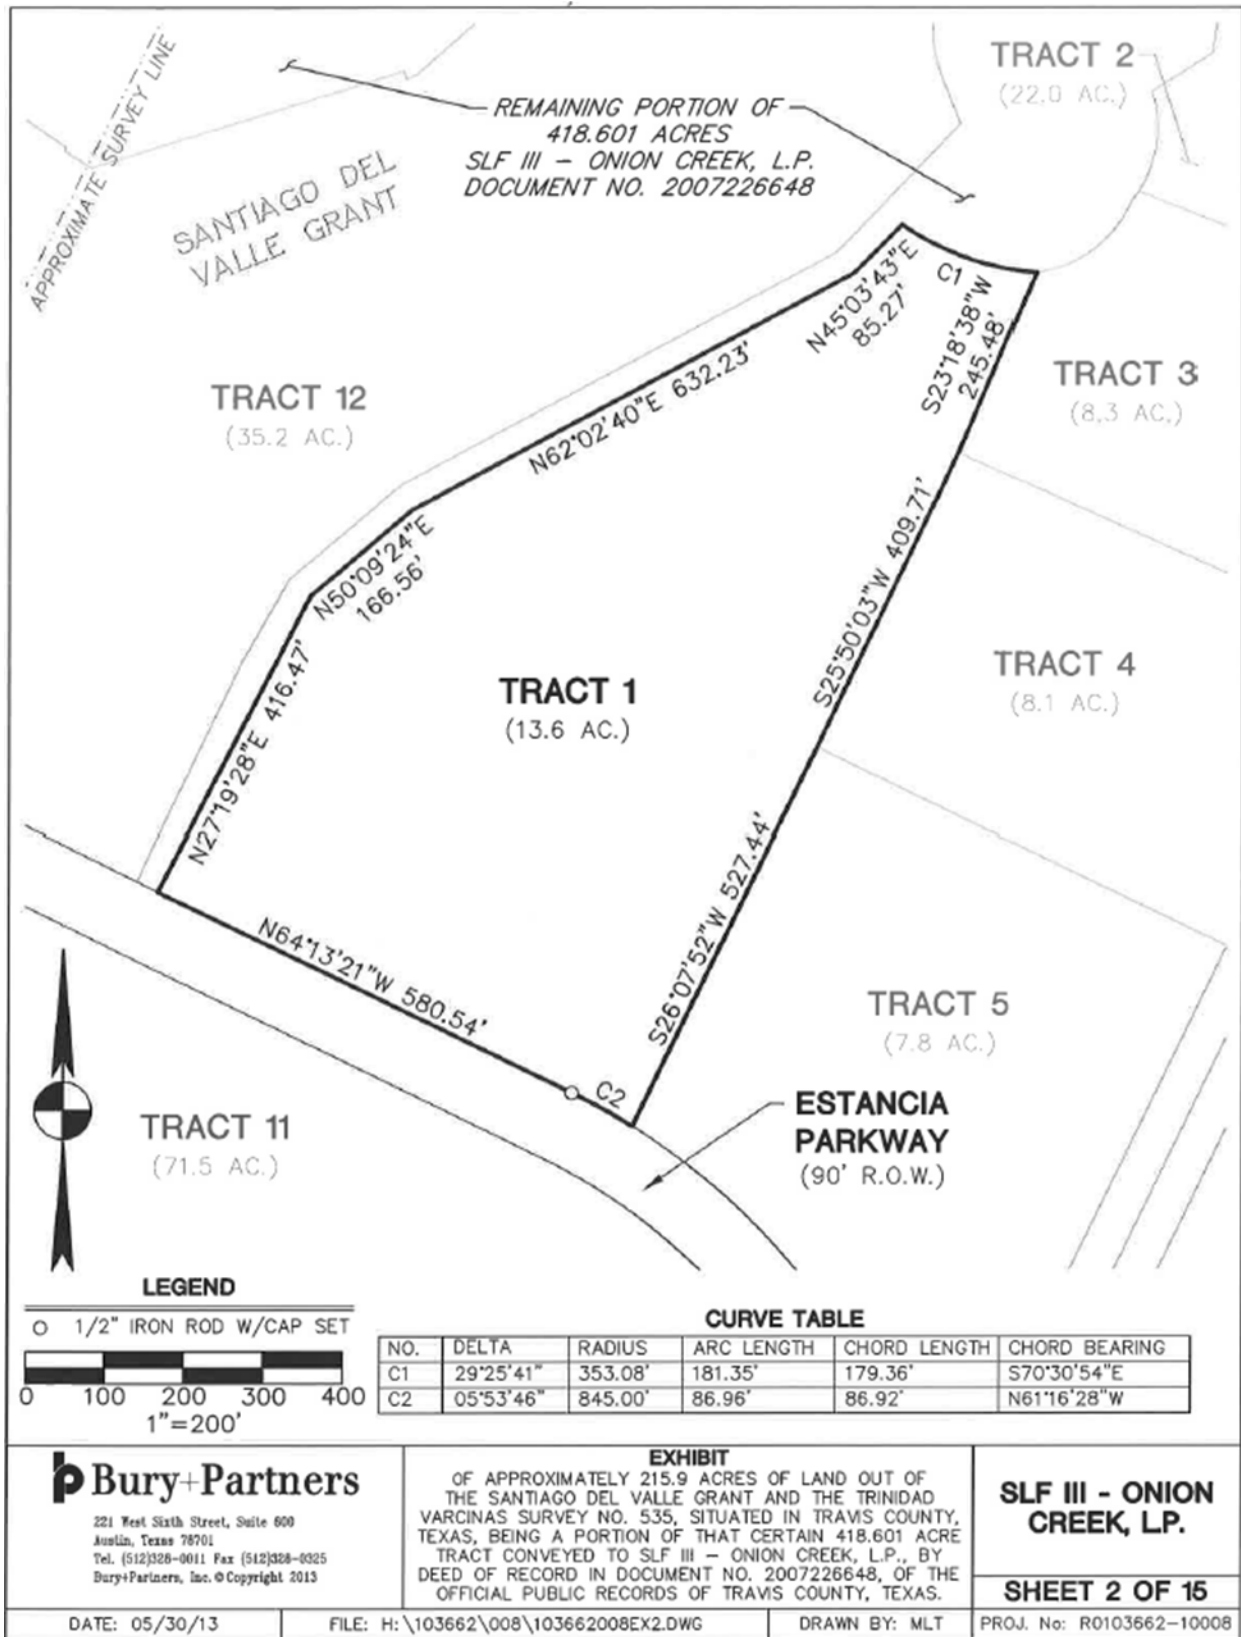 TRACT 2
(22.0 AC.)
APPROXIMATE SURVEY LINE
REMAINING PORTION OF
418.601 ACRES
SLF III – ONION CREEK, L.P.
DOCUMENT NO. 2007226648
SANTIAGO DEL
VALLE GRANT
N45°03'43"E
85.27'
C1
S23°18'38"W
245.48'
TRACT 3
(8.3 AC.)
TRACT 12
(35.2 AC.)
N62°02'40"E 632.23'
N50°09'24"E
166.56'
S25°50'03"W 409.71'
N27°19'28"E 416.47'
TRACT 1
(13.6 AC.)
TRACT 4
(8.1 AC.)
N64°13'21"W 580.54'
S26°07'52"W 527.44'
TRACT 5
(7.8 AC.)
C2
TRACT 11
(71.5 AC.)
ESTANCIA
PARKWAY
(90' R.O.W.)
LEGEND
1/2" IRON ROD W/CAP SET
0 100 200 300 400
1"=200'
CURVE TABLE
NO. DELTA RADIUS ARC LENGTH CHORD LENGTH CHORD BEARING
C1 29°25'41" 353.08' 181.35' 179.36' S70°30'54"E
C2 05°53'46" 845.00' 86.96' 86.92' N61°16'28"W
Bury+Partners
221 West Sixth Street, Suite 600
Austin, Texas 78701
Tel. (512)328-0011 Fax (512)328-0325
Bury+Partners, Inc. © Copyright 2013
EXHIBIT
OF APPROXIMATELY 215.9 ACRES OF LAND OUT OF
THE SANTIAGO DEL VALLE GRANT AND THE TRINIDAD
VARCINAS SURVEY NO. 535, SITUATED IN TRAVIS COUNTY,
TEXAS, BEING A PORTION OF THAT CERTAIN 418.601 ACRE
TRACT CONVEYED TO SLF III – ONION CREEK, L.P., BY
DEED OF RECORD IN DOCUMENT NO. 2007226648, OF THE
OFFICIAL PUBLIC RECORDS OF TRAVIS COUNTY, TEXAS.
SLF III - ONION
CREEK, LP.
SHEET 2 OF 15
DATE: 05/30/13
FILE: H:\103662\008\103662008EX2.DWG
DRAWN BY: MLT
PROJ. No: R0103662-10008